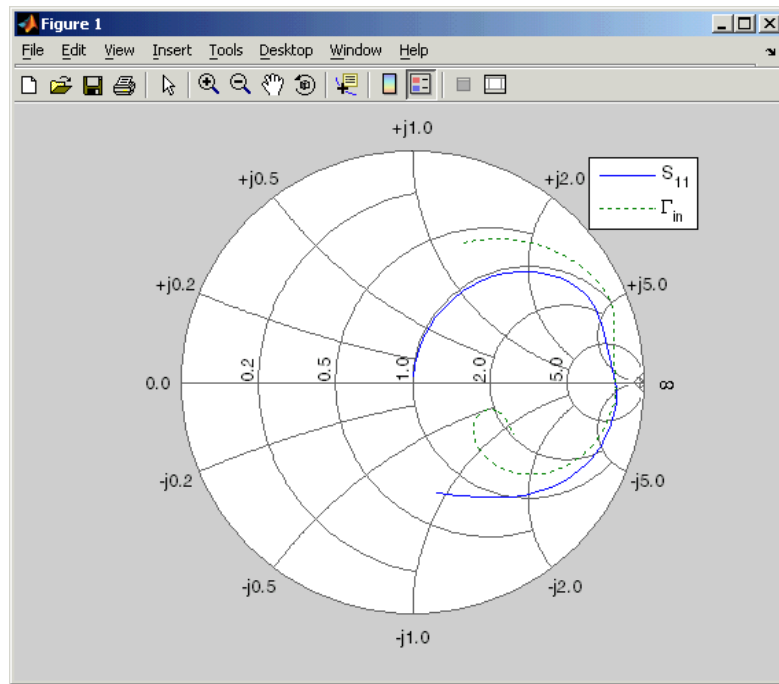 Figure 1
File Edit View Insert Tools Desktop Window Help
+j1.0
+j0.5
+j2.0
S11
Γin
+j0.2
+j5.0
0.0
0.2
0.5
1.0
2.0
5.0
∞
-j0.2
-j5.0
-j0.5
-j2.0
-j1.0